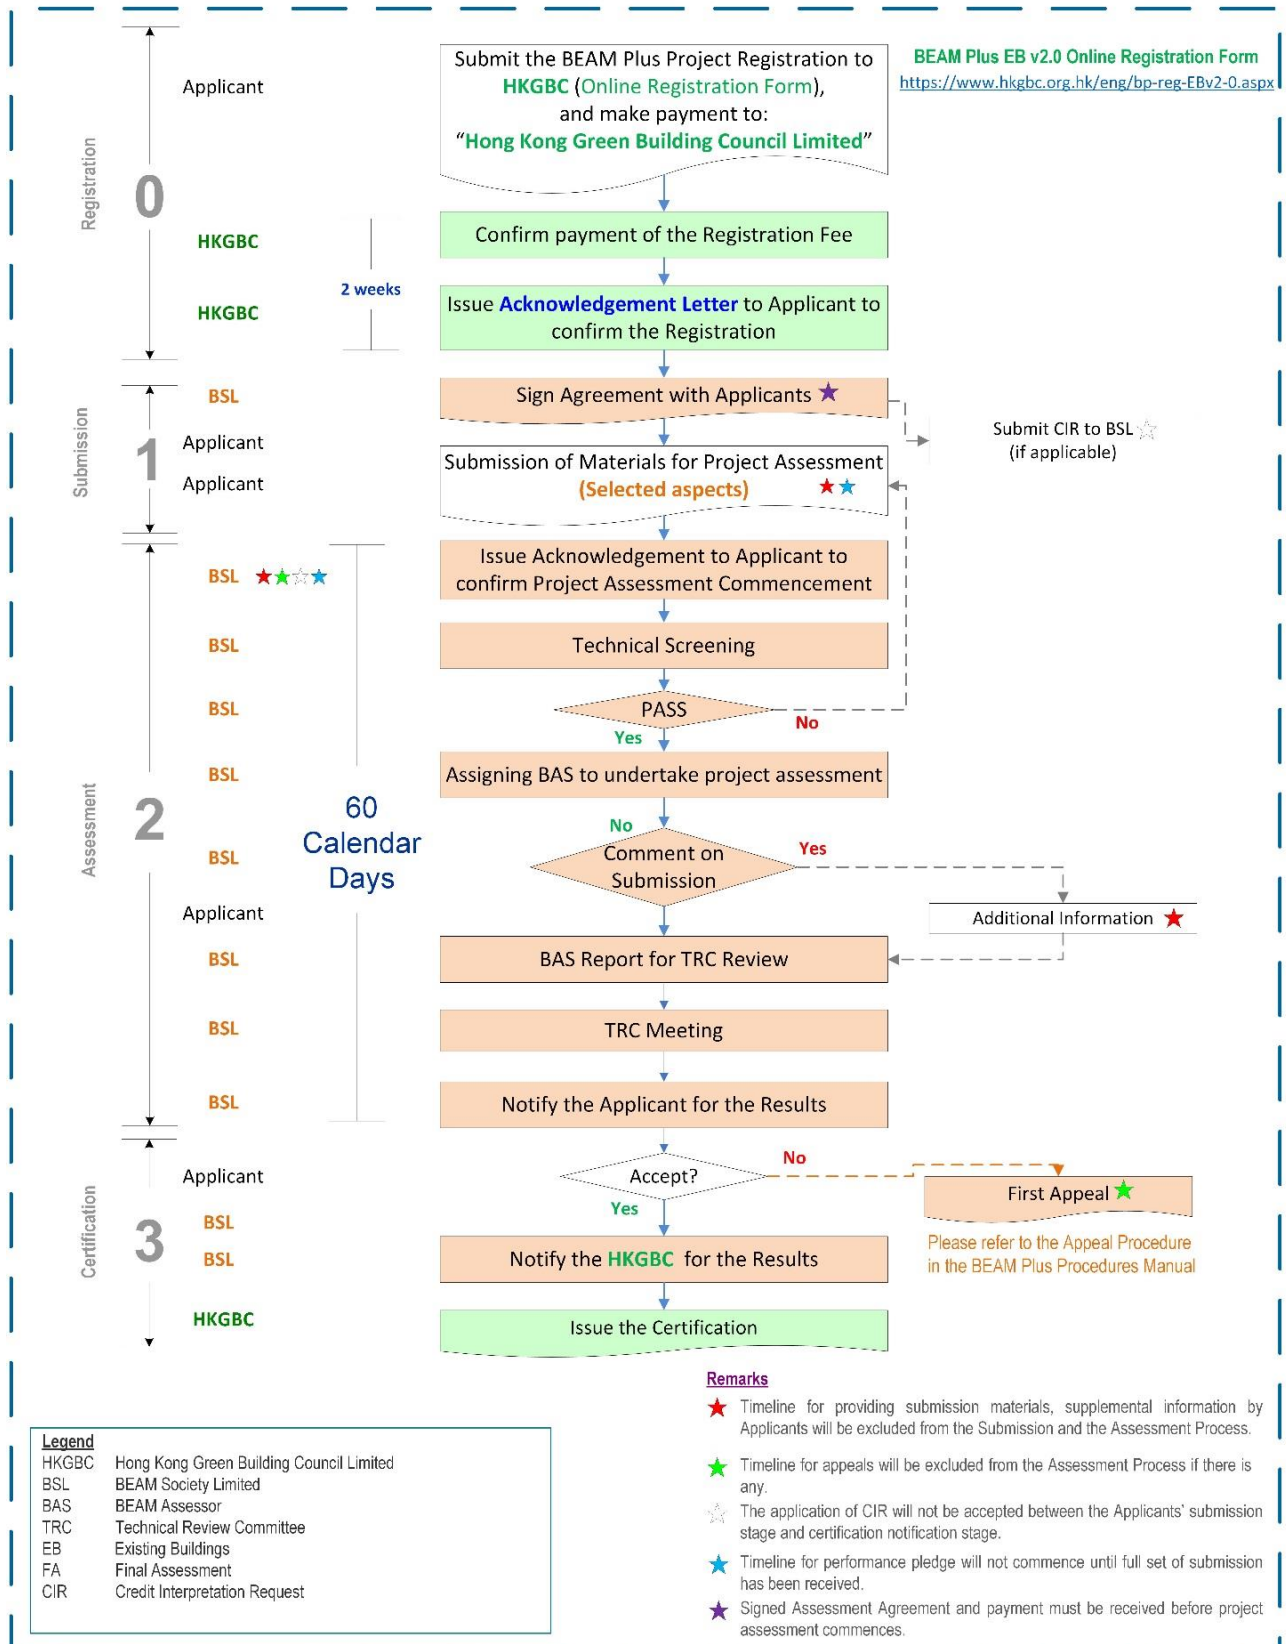 Submit the BEAM Plus Project Registration to
HKGBC (Online Registration Form),
and make payment to:
“Hong Kong Green Building Council Limited”
BEAM Plus EB v2.0 Online Registration Form
https://www.hkgbc.org.hk/eng/bp-reg-EBv2-0.aspx
Applicant
Registration
0
HKGBC
Confirm payment of the Registration Fee
2 weeks
HKGBC
Issue Acknowledgement Letter to Applicant to
confirm the Registration
BSL
Sign Agreement with Applicants
Submission
1
Applicant
Applicant
Submit CIR to BSL
(if applicable)
Submission of Materials for Project Assessment
(Selected aspects)
BSL
Issue Acknowledgement to Applicant to
confirm Project Assessment Commencement
BSL
Technical Screening
BSL
PASS
No
Yes
BSL
Assigning BAS to undertake project assessment
Assessment
2
60
Calendar
Days
No
BSL
Comment on
Submission
Yes
Applicant
Additional Information
BSL
BAS Report for TRC Review
BSL
TRC Meeting
BSL
Notify the Applicant for the Results
Applicant
Accept?
No
Yes
First Appeal
Please refer to the Appeal Procedure
in the BEAM Plus Procedures Manual
Certification
3
BSL
BSL
Notify the HKGBC for the Results
HKGBC
Issue the Certification
Remarks
Timeline for providing submission materials, supplemental information by
Applicants will be excluded from the Submission and the Assessment Process.
Timeline for appeals will be excluded from the Assessment Process if there is
any.
The application of CIR will not be accepted between the Applicants’ submission
stage and certification notification stage.
Timeline for performance pledge will not commence until full set of submission
has been received.
Signed Assessment Agreement and payment must be received before project
assessment commences.
Legend
HKGBC Hong Kong Green Building Council Limited
BSL BEAM Society Limited
BAS BEAM Assessor
TRC Technical Review Committee
EB Existing Buildings
FA Final Assessment
CIR Credit Interpretation Request